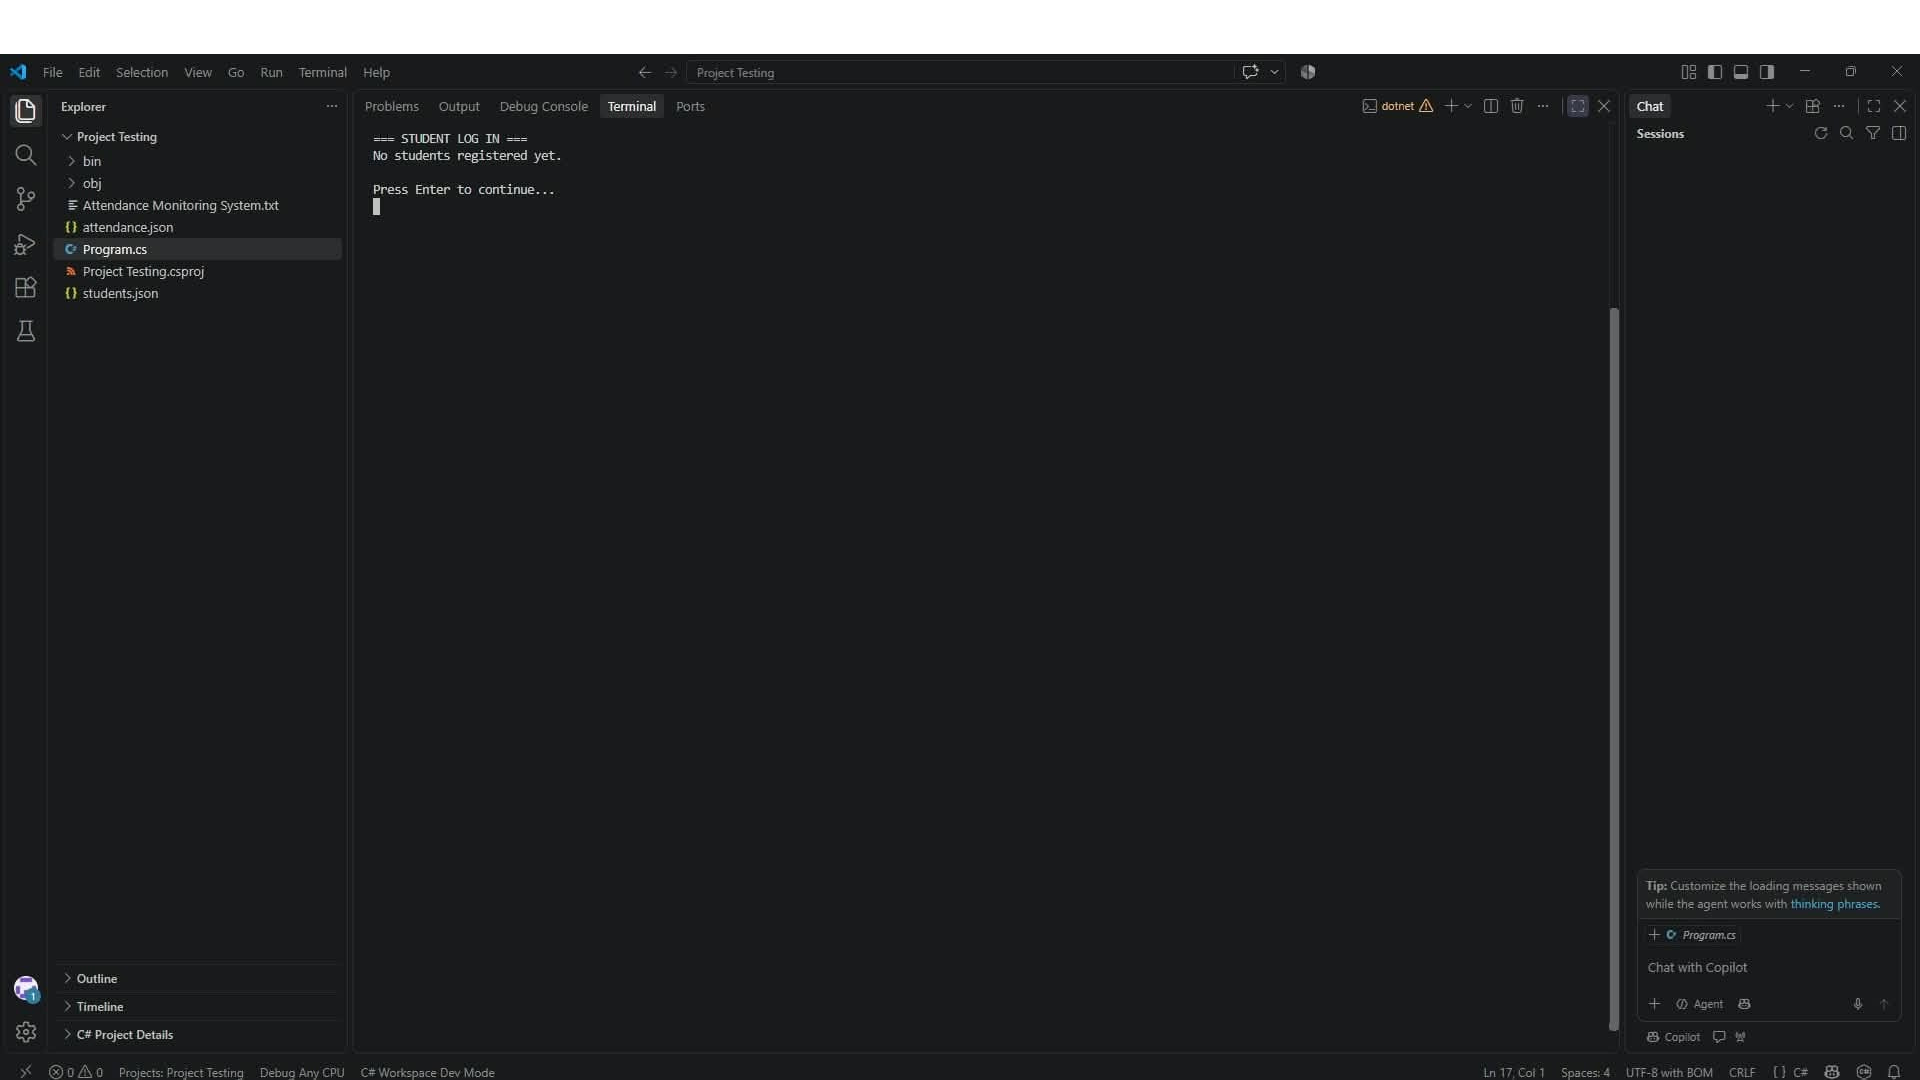 File Edit Selection View Go Run Terminal Help
Project Testing
Explorer
Project Testing
bin
obj
Attendance Monitoring System.txt
{} attendance.json
C# Program.cs
Project Testing.csproj
{} students.json
Outline
Timeline
C# Project Details
Problems Output Debug Console Terminal Ports
dotnet
=== STUDENT LOG IN ===
No students registered yet.
Press Enter to continue...
Chat
Sessions
Tip: Customize the loading messages shown
while the agent works with thinking phrases.
Program.cs
Chat with Copilot
Agent
Copilot
1
0 0 Projects: Project Testing Debug Any CPU C# Workspace Dev Mode
Ln 17, Col 1 Spaces: 4 UTF-8 with BOM CRLF {} C#